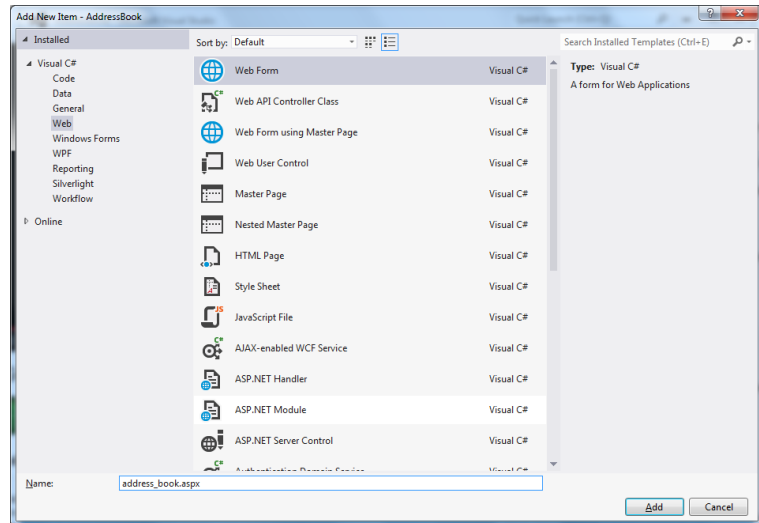 Add New Item - AddressBook
Installed
Sort by: Default
Search Installed Templates (Ctrl+E)
Visual C#
Code
Data
General
Web
Windows Forms
WPF
Reporting
Silverlight
Workflow
Online
Web Form Visual C#
Web API Controller Class Visual C#
Web Form using Master Page Visual C#
Web User Control Visual C#
Master Page Visual C#
Nested Master Page Visual C#
HTML Page Visual C#
Style Sheet Visual C#
JavaScript File Visual C#
AJAX-enabled WCF Service Visual C#
ASP.NET Handler Visual C#
ASP.NET Module Visual C#
ASP.NET Server Control Visual C#
Authentication Domain Service Visual C#
Type: Visual C#
A form for Web Applications
Name: address_book.aspx
Add Cancel